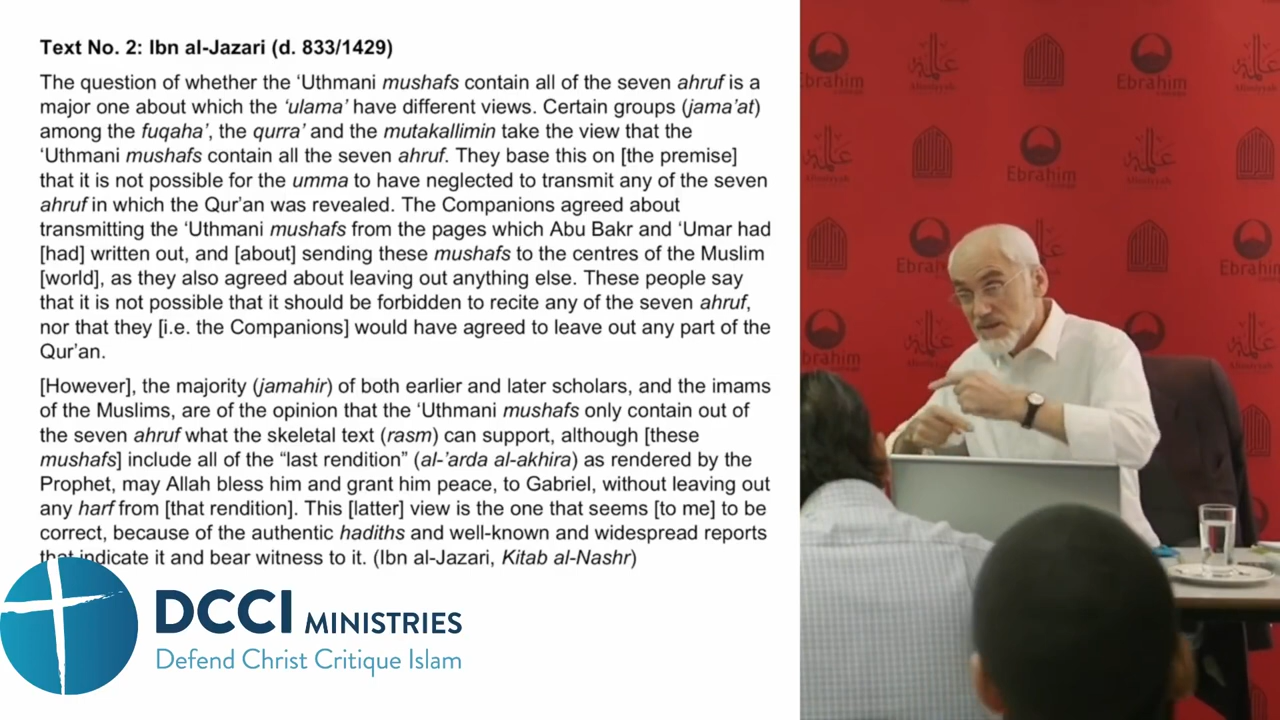 Text No. 2: Ibn al-Jazari (d. 833/1429)
The question of whether the ‘Uthmani mushafs contain all of the seven ahruf is a
major one about which the ‘ulama’ have different views. Certain groups (jama’at)
among the fuqaha’, the qurra’ and the mutakallimin take the view that the
‘Uthmani mushafs contain all the seven ahruf. They base this on [the premise]
that it is not possible for the umma to have neglected to transmit any of the seven
ahruf in which the Qur’an was revealed. The Companions agreed about
transmitting the ‘Uthmani mushafs from the pages which Abu Bakr and ‘Umar had
[had] written out, and [about] sending these mushafs to the centres of the Muslim
[world], as they also agreed about leaving out anything else. These people say
that it is not possible that it should be forbidden to recite any of the seven ahruf,
nor that they [i.e. the Companions] would have agreed to leave out any part of the
Qur’an.
[However], the majority (jamahir) of both earlier and later scholars, and the imams
of the Muslims, are of the opinion that the ‘Uthmani mushafs only contain out of
the seven ahruf what the skeletal text (rasm) can support, although [these
mushafs] include all of the “last rendition” (al-’arda al-akhira) as rendered by the
Prophet, may Allah bless him and grant him peace, to Gabriel, without leaving out
any harf from [that rendition]. This [latter] view is the one that seems [to me] to be
correct, because of the authentic hadiths and well-known and widespread reports
that indicate it and bear witness to it. (Ibn al-Jazari, Kitab al-Nashr)
DCCI MINISTRIES
Defend Christ Critique Islam
Ebrahim
Ebrahim
Ebrahim
Ebrahim